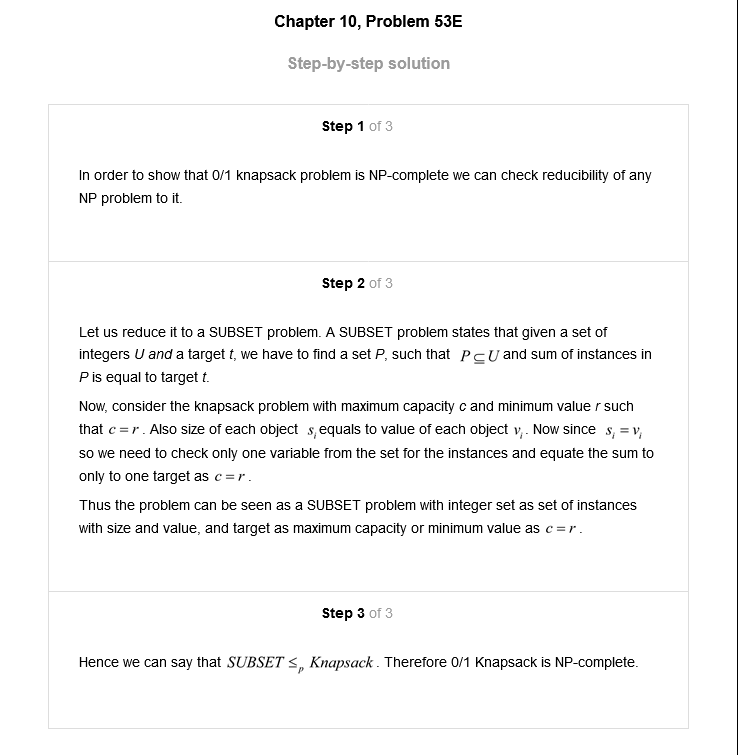 Chapter 10, Problem 53E
Step-by-step solution
Step 1 of 3
In order to show that 0/1 knapsack problem is NP-complete we can check reducibility of any
NP problem to it.
Step 2 of 3
Let us reduce it to a SUBSET problem. A SUBSET problem states that given a set of
integers U and a target t, we have to find a set P, such that P ⊆ U and sum of instances in
P is equal to target t.
Now, consider the knapsack problem with maximum capacity c and minimum value r such
that c = r . Also size of each object s_i equals to value of each object v_i . Now since s_i = v_i
so we need to check only one variable from the set for the instances and equate the sum to
only to one target as c = r .
Thus the problem can be seen as a SUBSET problem with integer set as set of instances
with size and value, and target as maximum capacity or minimum value as c = r .
Step 3 of 3
Hence we can say that SUBSET ≤_p Knapsack . Therefore 0/1 Knapsack is NP-complete.